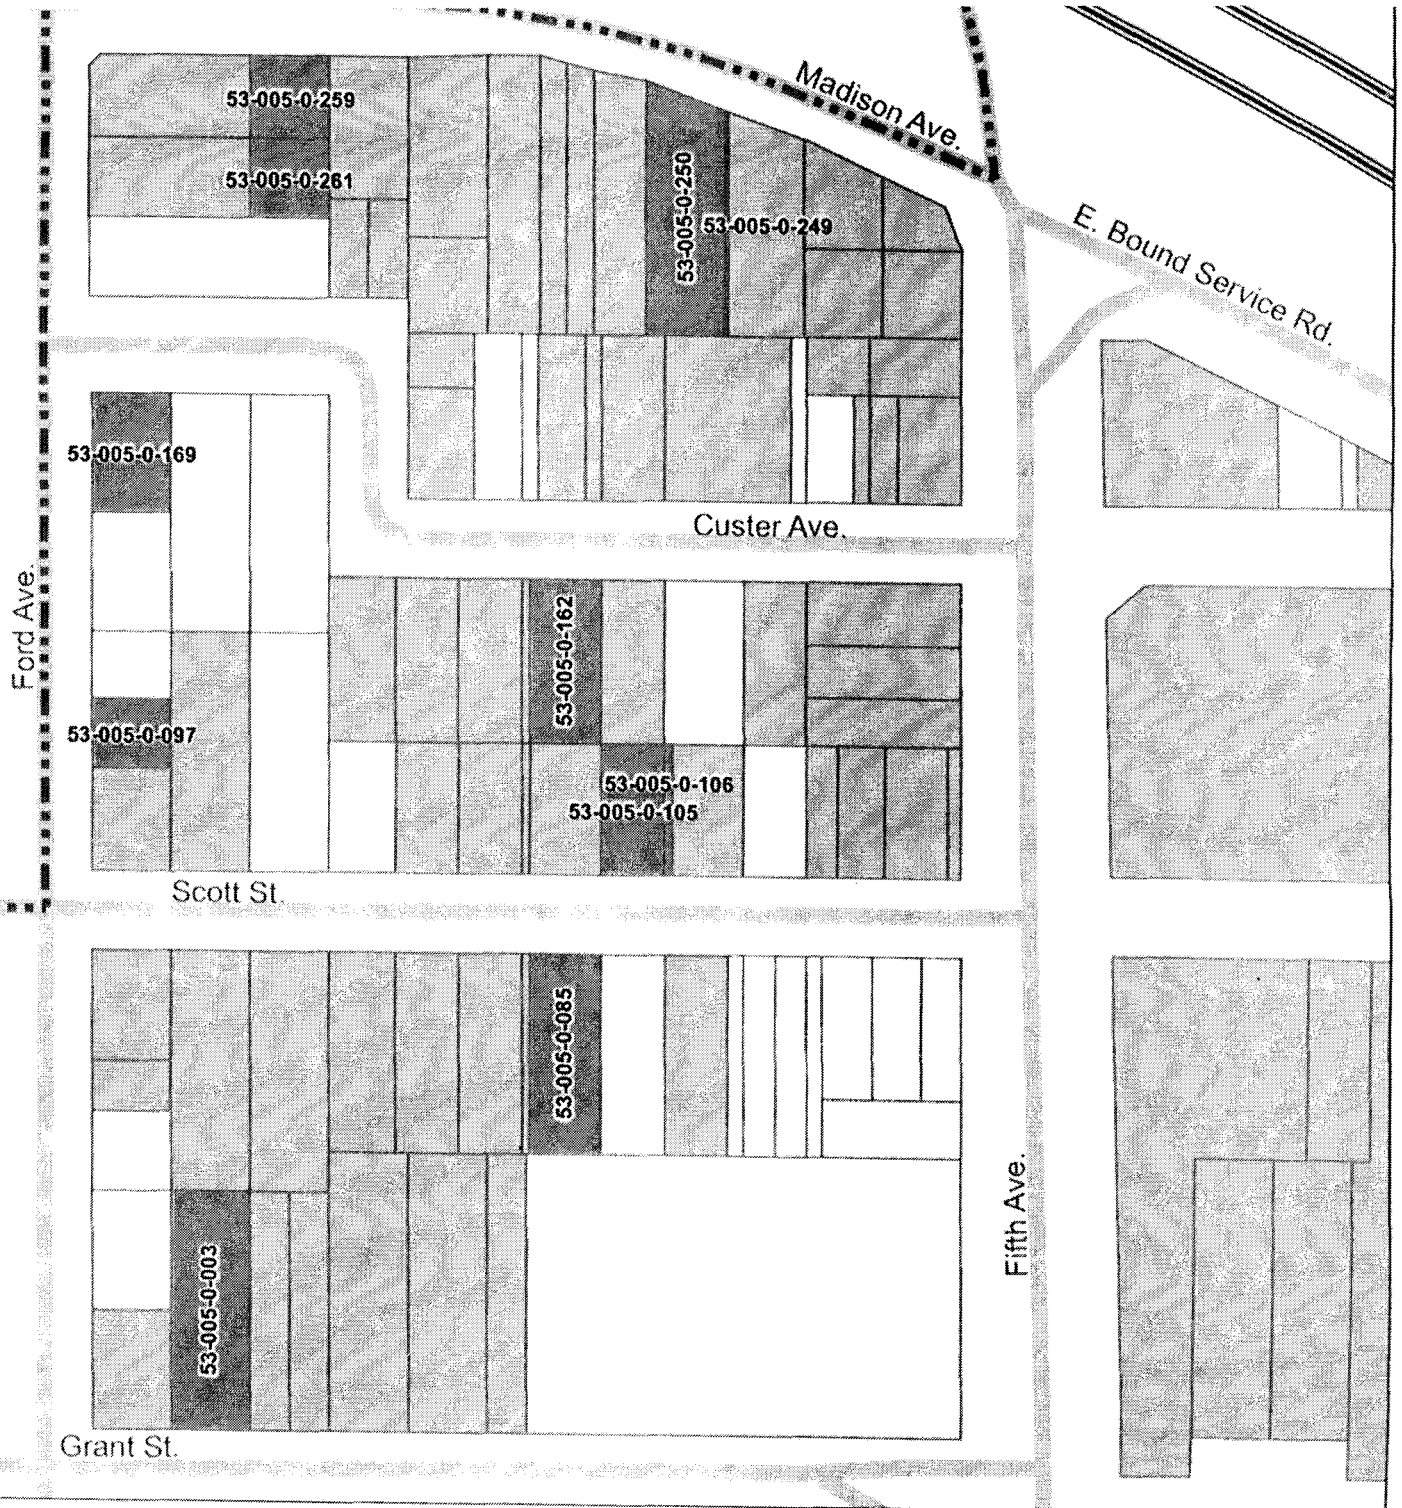 Madison Ave.
53-005-0-259
53-005-0-261
53-005-0-250
53-005-0-249
E. Bound Service Rd.
53-005-0-169
Custer Ave.
Ford Ave.
53-005-0-162
53-005-0-097
53-005-0-106
53-005-0-105
Scott St.
53-005-0-085
Fifth Ave.
53-005-0-003
Grant St.